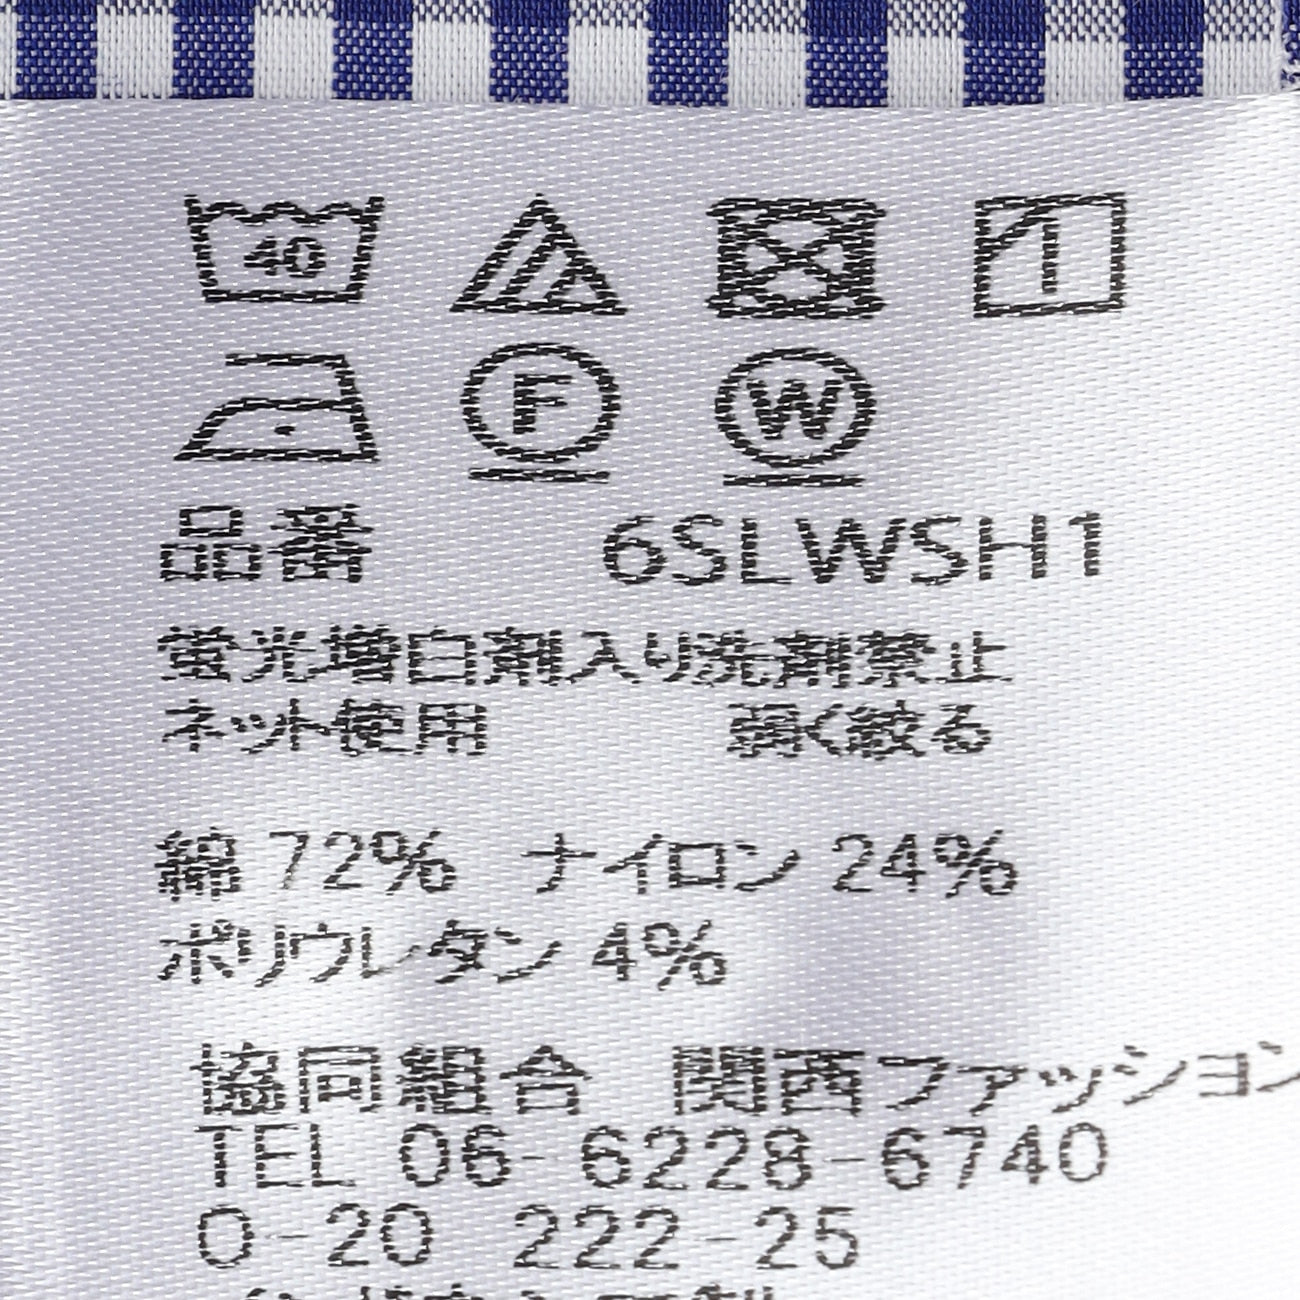 40
F W
品番 6SLWSH1
蛍光増白剤入り洗剤禁止
ネット使用 弱く絞る
綿 72% ナイロン 24%
ポリウレタン 4%
協同組合 関西ファッション
TEL 06-6228-6740
0-20 222-25